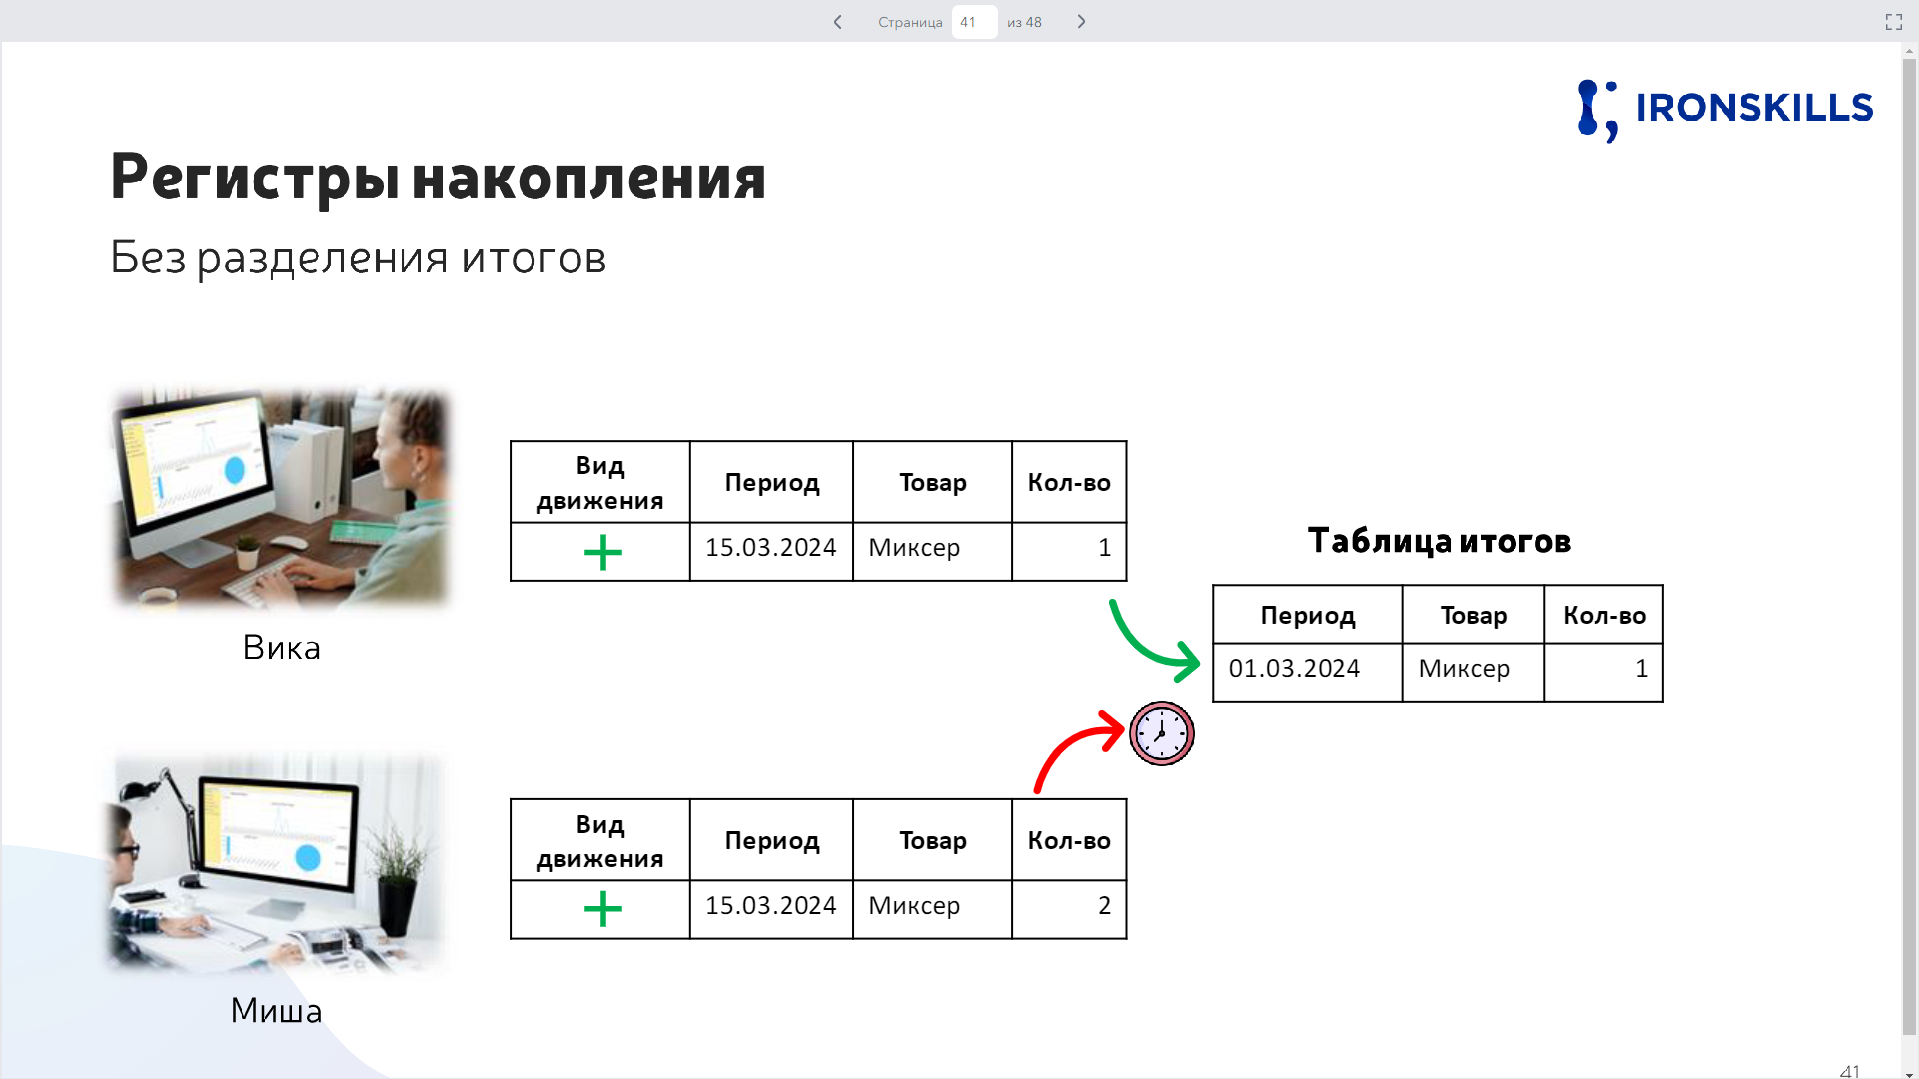 Страница 41 из 48
IRONSKILLS
Регистры накопления
Без разделения итогов
Вид движения Период Товар Кол-во
+ 15.03.2024 Миксер 1
Вика
Таблица итогов
Период Товар Кол-во
01.03.2024 Миксер 1
Вид движения Период Товар Кол-во
+ 15.03.2024 Миксер 2
Миша
41